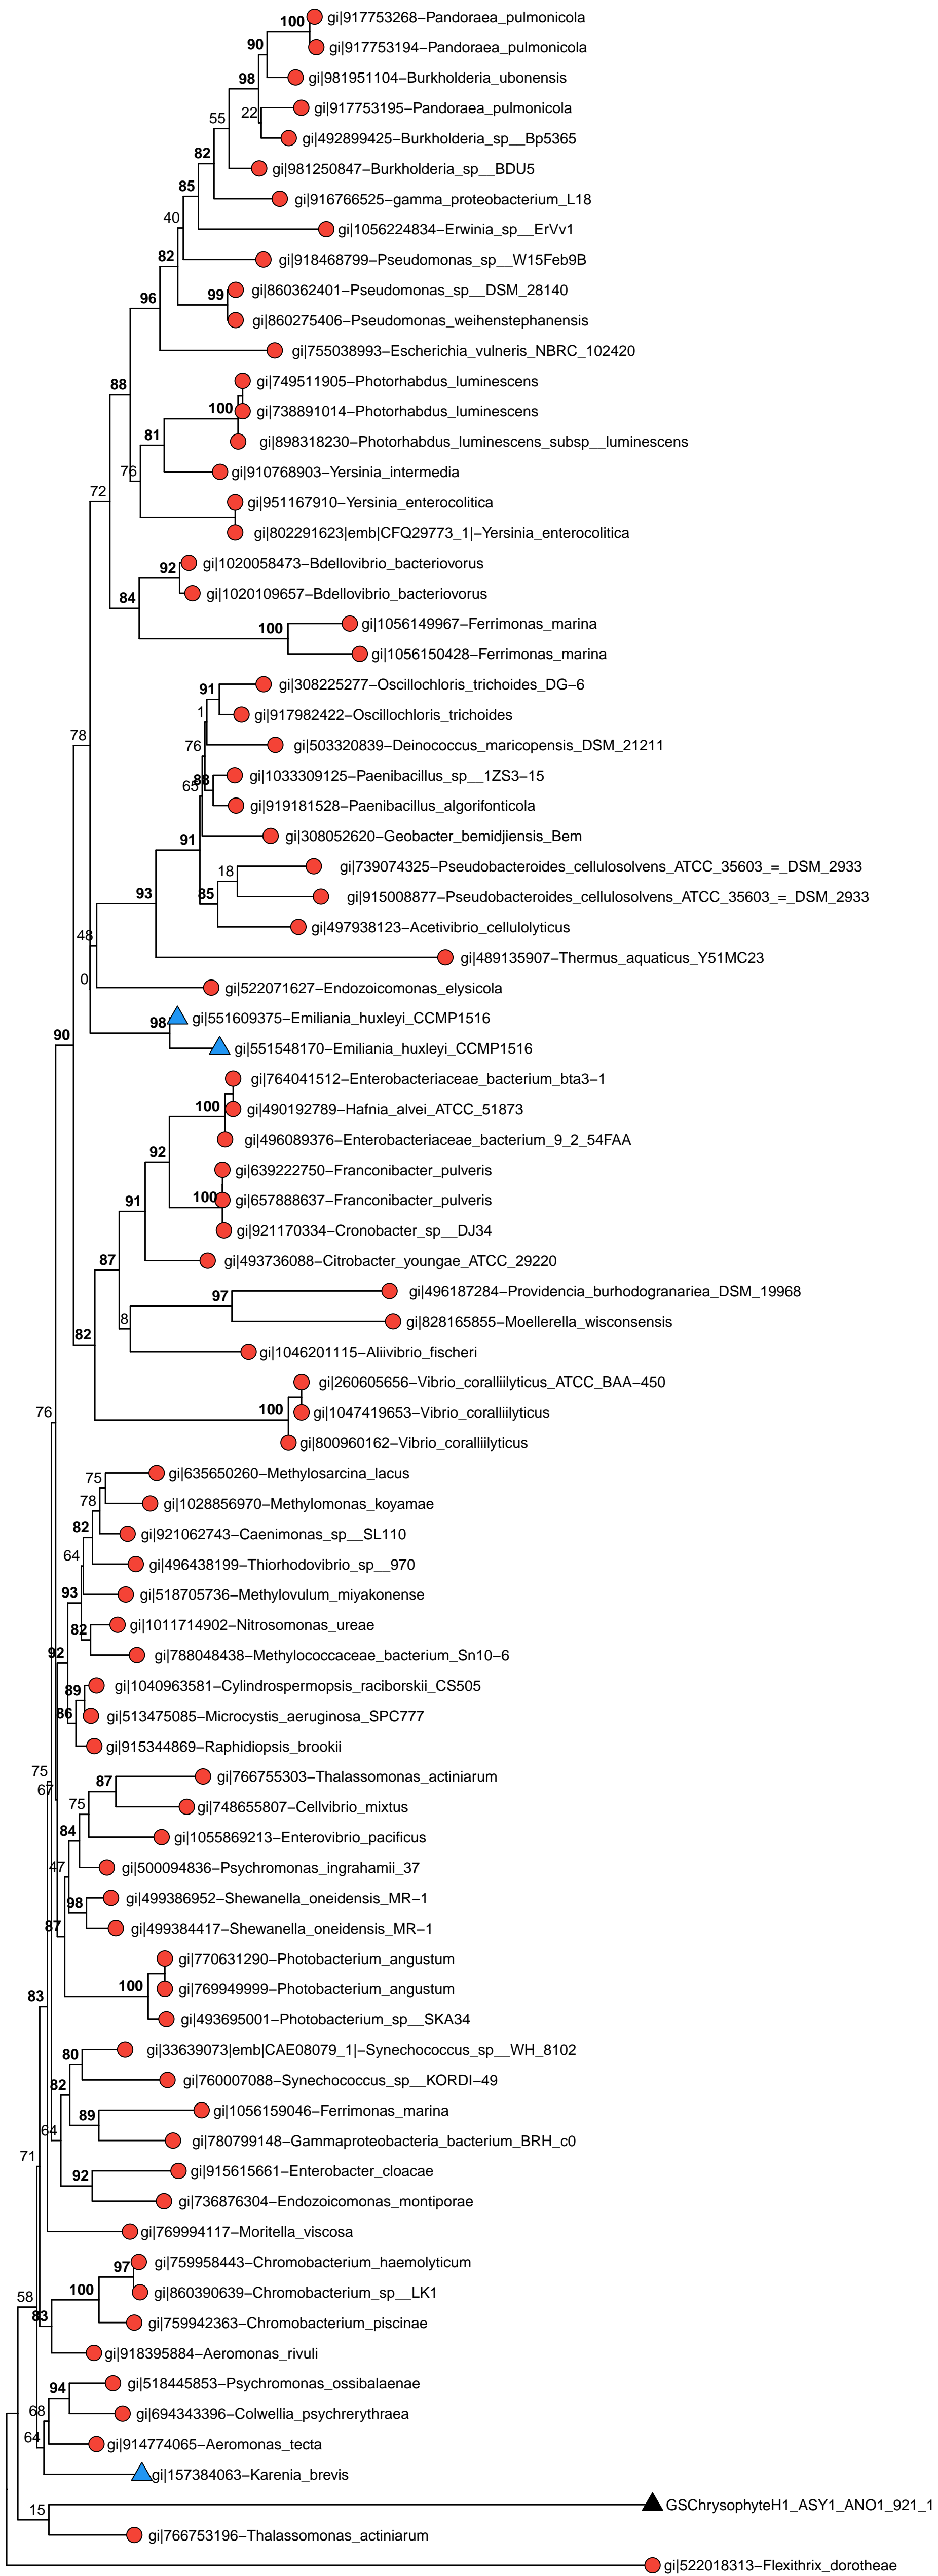 100 gi|917753268–Pandoraea_pulmonicola
90 gi|917753194–Pandoraea_pulmonicola
98 gi|981951104–Burkholderia_ubonensis
22 gi|917753195–Pandoraea_pulmonicola
55 gi|492899425–Burkholderia_sp__Bp5365
82 gi|981250847–Burkholderia_sp__BDU5
85 gi|916766525–gamma_proteobacterium_L18
40 gi|1056224834–Erwinia_sp__ErVv1
82 gi|918468799–Pseudomonas_sp__W15Feb9B
99 gi|860362401–Pseudomonas_sp__DSM_28140
96 gi|860275406–Pseudomonas_weihenstephanensis
gi|755038993–Escherichia_vulneris_NBRC_102420
88 gi|749511905–Photorhabdus_luminescens
100 gi|738891014–Photorhabdus_luminescens
81 gi|898318230–Photorhabdus_luminescens_subsp__luminescens
76 gi|910768903–Yersinia_intermedia
72 gi|951167910–Yersinia_enterocolitica
gi|802291623|emb|CFQ29773_1|–Yersinia_enterocolitica
92 gi|1020058473–Bdellovibrio_bacteriovorus
84 gi|1020109657–Bdellovibrio_bacteriovorus
100 gi|1056149967–Ferrimonas_marina
gi|1056150428–Ferrimonas_marina
91 gi|308225277–Oscillochloris_trichoides_DG–6
1 gi|917982422–Oscillochloris_trichoides
78 76 gi|503320839–Deinococcus_maricopensis_DSM_21211
65 88 gi|1033309125–Paenibacillus_sp__1ZS3–15
gi|919181528–Paenibacillus_algorifonticola
91 gi|308052620–Geobacter_bemidjiensis_Bem
18 gi|739074325–Pseudobacteroides_cellulosolvens_ATCC_35603_=_DSM_2933
93 85 gi|915008877–Pseudobacteroides_cellulosolvens_ATCC_35603_=_DSM_2933
48 gi|497938123–Acetivibrio_cellulolyticus
gi|489135907–Thermus_aquaticus_Y51MC23
0 gi|522071627–Endozoicomonas_elysicola
98 gi|551609375–Emiliania_huxleyi_CCMP1516
90 gi|551548170–Emiliania_huxleyi_CCMP1516
gi|764041512–Enterobacteriaceae_bacterium_bta3–1
100 gi|490192789–Hafnia_alvei_ATCC_51873
92 gi|496089376–Enterobacteriaceae_bacterium_9_2_54FAA
gi|639222750–Franconibacter_pulveris
91 100 gi|657888637–Franconibacter_pulveris
gi|921170334–Cronobacter_sp__DJ34
87 gi|493736088–Citrobacter_youngae_ATCC_29220
97 gi|496187284–Providencia_burhodogranariea_DSM_19968
82 8 gi|828165855–Moellerella_wisconsensis
gi|1046201115–Aliivibrio_fischeri
gi|260605656–Vibrio_coralliilyticus_ATCC_BAA–450
76 100 gi|1047419653–Vibrio_coralliilyticus
gi|800960162–Vibrio_coralliilyticus
75 gi|635650260–Methylosarcina_lacus
78 gi|1028856970–Methylomonas_koyamae
82 gi|921062743–Caenimonas_sp__SL110
64 gi|496438199–Thiorhodovibrio_sp__970
93 gi|518705736–Methylovulum_miyakonense
82 gi|1011714902–Nitrosomonas_ureae
92 gi|788048438–Methylococcaceae_bacterium_Sn10–6
89 gi|1040963581–Cylindrospermopsis_raciborskii_CS505
86 gi|513475085–Microcystis_aeruginosa_SPC777
gi|915344869–Raphidiopsis_brookii
75 67 87 gi|766755303–Thalassomonas_actiniarum
75 gi|748655807–Cellvibrio_mixtus
84 gi|1055869213–Enterovibrio_pacificus
47 gi|500094836–Psychromonas_ingrahamii_37
98 gi|499386952–Shewanella_oneidensis_MR–1
87 gi|499384417–Shewanella_oneidensis_MR–1
gi|770631290–Photobacterium_angustum
83 100 gi|769949999–Photobacterium_angustum
gi|493695001–Photobacterium_sp__SKA34
80 gi|33639073|emb|CAE08079_1|–Synechococcus_sp__WH_8102
82 gi|760007088–Synechococcus_sp__KORDI–49
64 89 gi|1056159046–Ferrimonas_marina
gi|780799148–Gammaproteobacteria_bacterium_BRH_c0
71 92 gi|915615661–Enterobacter_cloacae
gi|736876304–Endozoicomonas_montiporae
gi|769994117–Moritella_viscosa
97 gi|759958443–Chromobacterium_haemolyticum
58 100 gi|860390639–Chromobacterium_sp__LK1
83 gi|759942363–Chromobacterium_piscinae
gi|918395884–Aeromonas_rivuli
94 gi|518445853–Psychromonas_ossibalaenae
68 gi|694343396–Colwellia_psychrerythraea
64 gi|914774065–Aeromonas_tecta
gi|157384063–Karenia_brevis
15 GSChrysophyteH1_ASY1_ANO1_921_1
gi|766753196–Thalassomonas_actiniarum
gi|522018313–Flexithrix_dorotheae